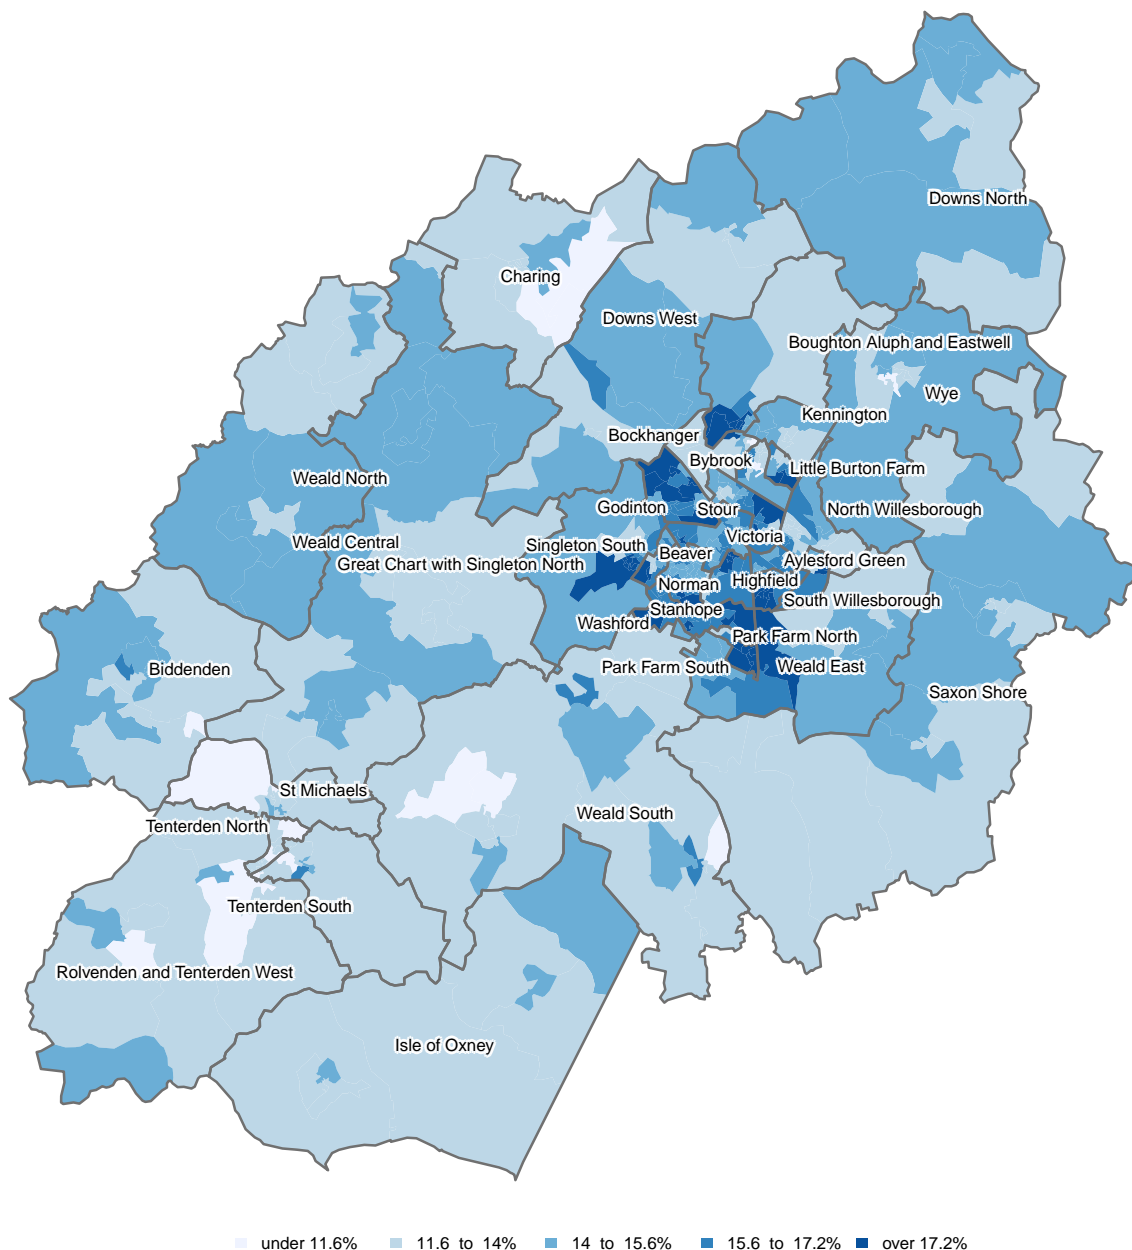 Downs North
Charing
Downs West
Boughton Aluph and Eastwell
Wye
Kennington
Bockhanger
Bybrook
Little Burton Farm
Weald North
Godinton
Stour
North Willesborough
Victoria
Weald Central
Singleton South
Beaver
Aylesford Green
Great Chart with Singleton North
Norman
Highfield
South Willesborough
Stanhope
Washford
Park Farm North
Biddenden
Park Farm South
Weald East
Saxon Shore
St Michaels
Weald South
Tenterden North
Tenterden South
Rolvenden and Tenterden West
Isle of Oxney
under 11.6% 11.6 to 14% 14 to 15.6% 15.6 to 17.2% over 17.2%